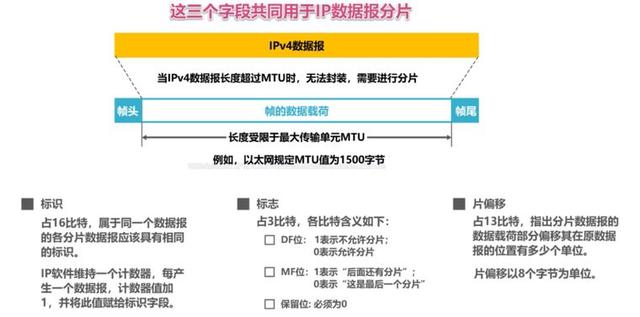 这三个字段共同用于IP数据报分片
IPv4数据报
当IPv4数据报长度超过MTU时，无法封装，需要进行分片
帧头 帧的数据载荷 帧尾
长度受限于最大传输单元MTU
例如，以太网规定MTU值为1500字节
标识
占16比特，属于同一个数据报
的各分片数据报应该具有相同
的标识。
IP软件维持一个计数器，每产
生一个数据报，计数器值加
1，并将此值赋给标识字段。
标志
占3比特，各比特含义如下：
DF位：1表示不允许分片；
0表示允许分片
MF位：1表示“后面还有分片”；
0表示“这是最后一个分片”
保留位：必须为0
片偏移
占13比特，指出分片数据报的
数据载荷部分偏移其在原数据
报的位置有多少个单位。
片偏移以8个字节为单位。